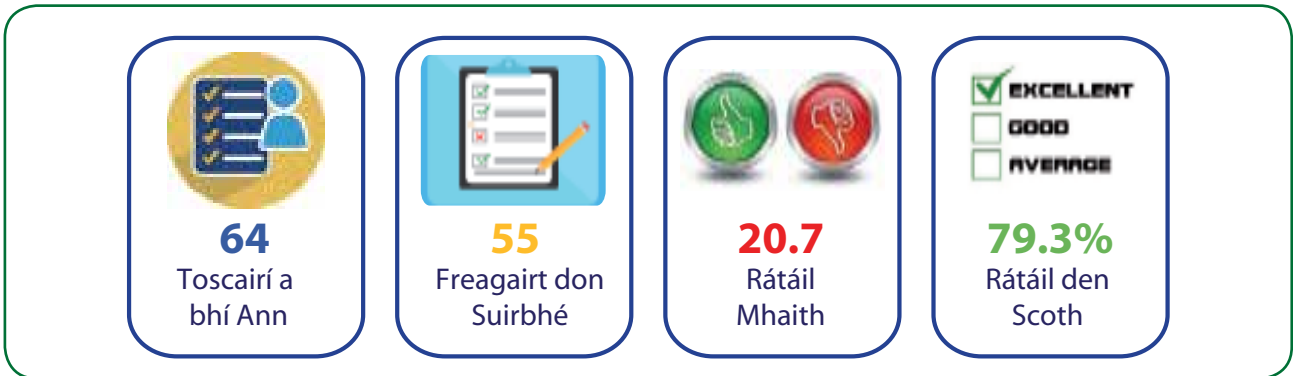 64
Toscairí a
bhí Ann
55
Freagairt don
Suirbhé
20.7
Rátáil
Mhaith
EXCELLENT
GOOD
AVERAGE
79.3%
Rátáil den
Scoth